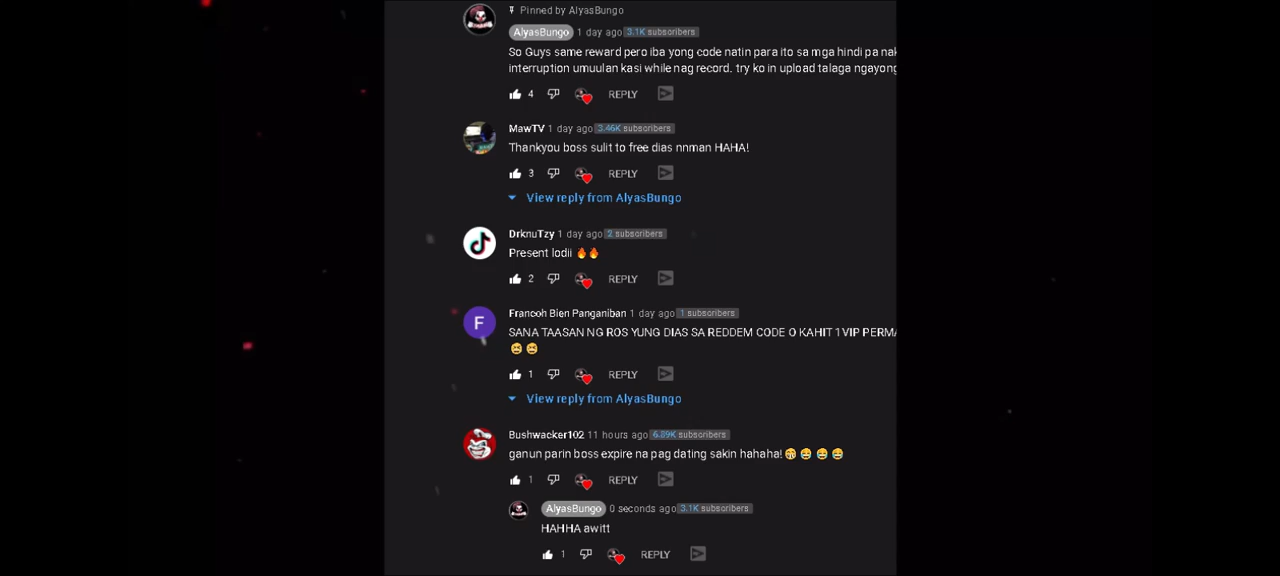 Pinned by AlyasBungo
AlyasBungo 1 day ago 3.1K subscribers
So Guys same reward pero iba yong code natin para ito sa mga hindi pa nak
interruption umuulan kasi while nag record. try ko in upload talaga ngayong
4 REPLY
MawTV 1 day ago 3.46K subscribers
Thankyou boss sulit to free dias nnman HAHA!
3 REPLY
View reply from AlyasBungo
DrknuTzy 1 day ago 2 subscribers
Present lodii 🔥🔥
2 REPLY
F
Francoh Bien Panganiban 1 day ago 1 subscribers
SANA TAASAN NG ROS YUNG DIAS SA REDDEM CODE O KAHIT 1 VIP PERMA
😆😆
1 REPLY
View reply from AlyasBungo
Bushwacker102 11 hours ago 6.89K subscribers
ganun parin boss expire na pag dating sakin hahaha!🤣😂😂😂
1 REPLY
AlyasBungo 0 seconds ago 3.1K subscribers
HAHHA awitt
1 REPLY